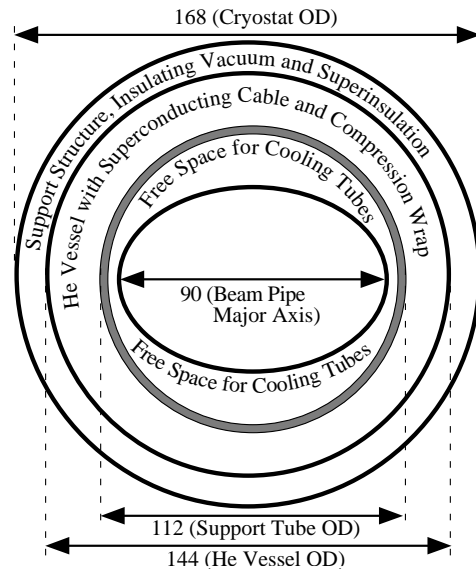 168 (Cryostat OD)
Support Structure, Insulating Vacuum and Superinsulation
He Vessel with Superconducting Cable and Compression Wrap
Free Space for Cooling Tubes
90 (Beam Pipe
Major Axis)
Free Space for Cooling Tubes
112 (Support Tube OD)
144 (He Vessel OD)